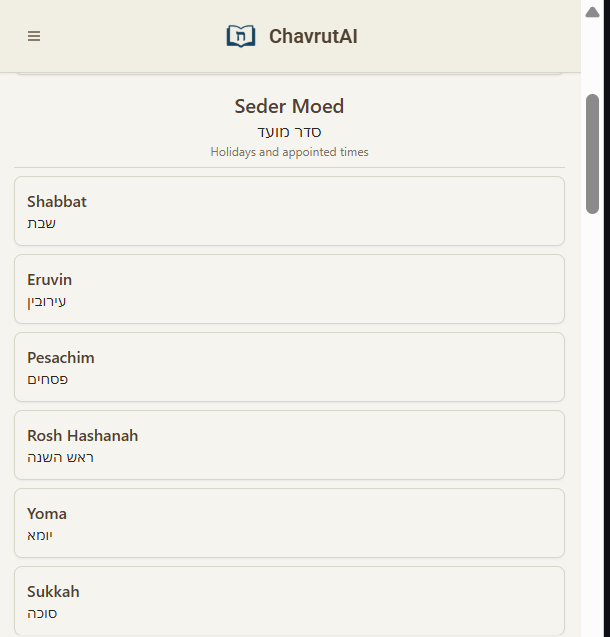 ChavrutAI
Seder Moed
סדר מועד
Holidays and appointed times
Shabbat
שבת
Eruvin
עירובין
Pesachim
פסחים
Rosh Hashanah
ראש השנה
Yoma
יומא
Sukkah
סוכה